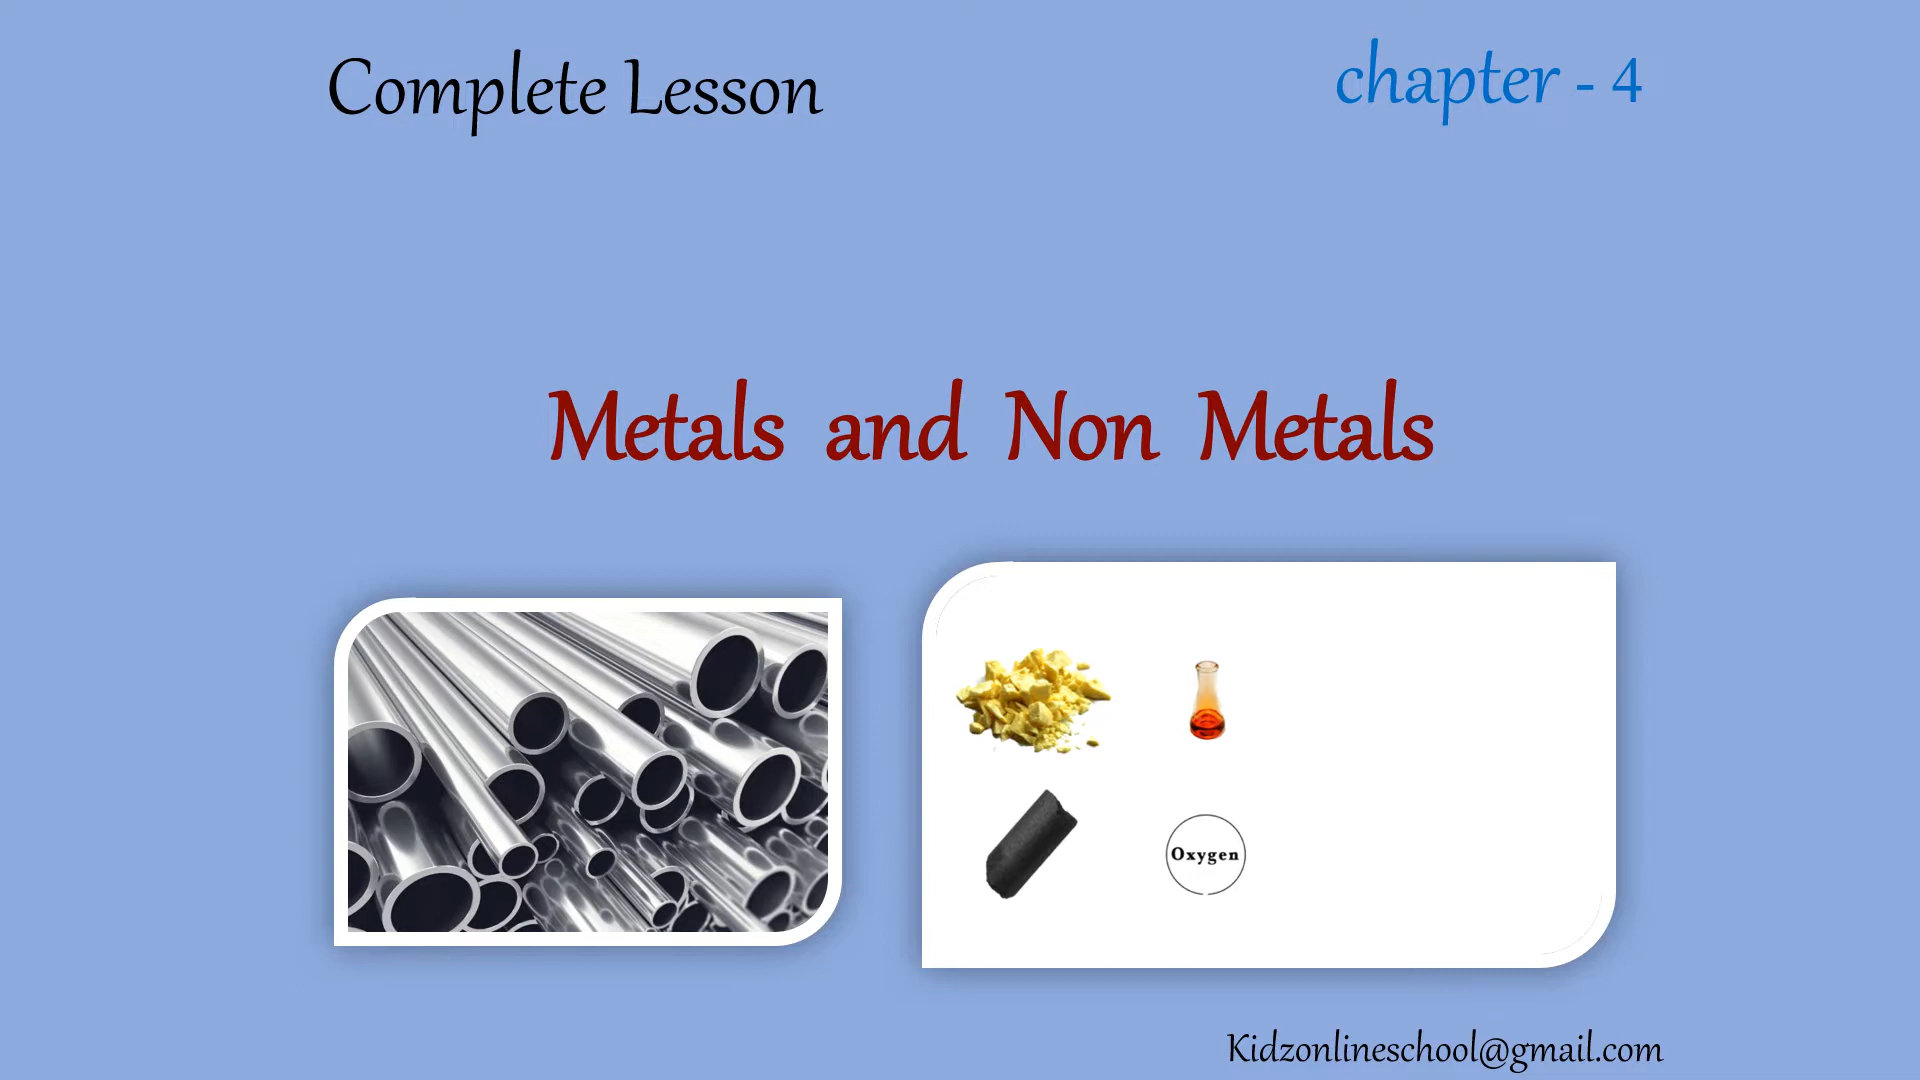 Complete Lesson
chapter - 4
Metals and Non Metals
Oxygen
Kidzonlineschool@gmail.com